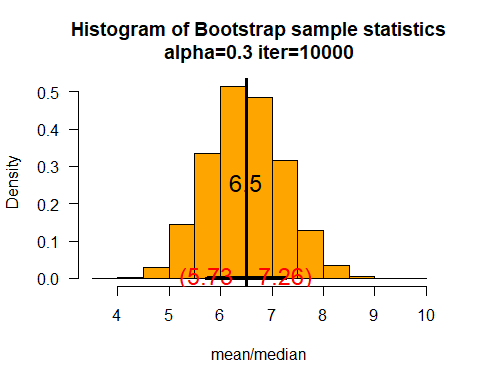 Histogram of Bootstrap sample statistics
alpha=0.3 iter=10000
Density
0.5
0.4
0.3
0.2
0.1
0.0
6.5
(5.73 7.26)
4 5 6 7 8 9 10
mean/median